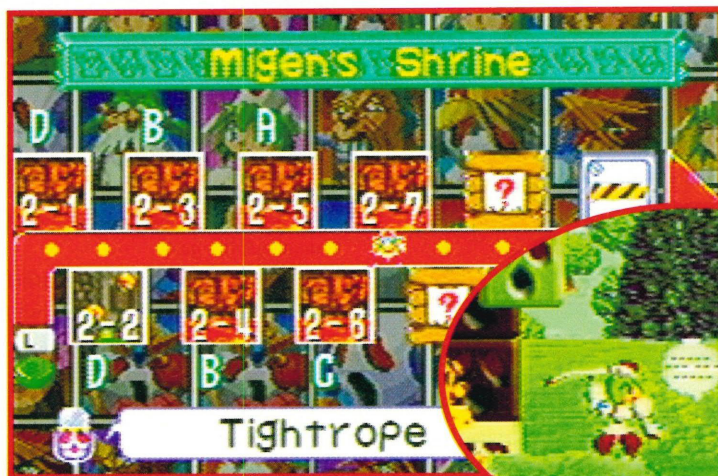 Migen's Shrine
D B A
2-1 2-3 2-5 2-7 ?
2-2 2-4 2-6 ?
L
D B C
Tightrope